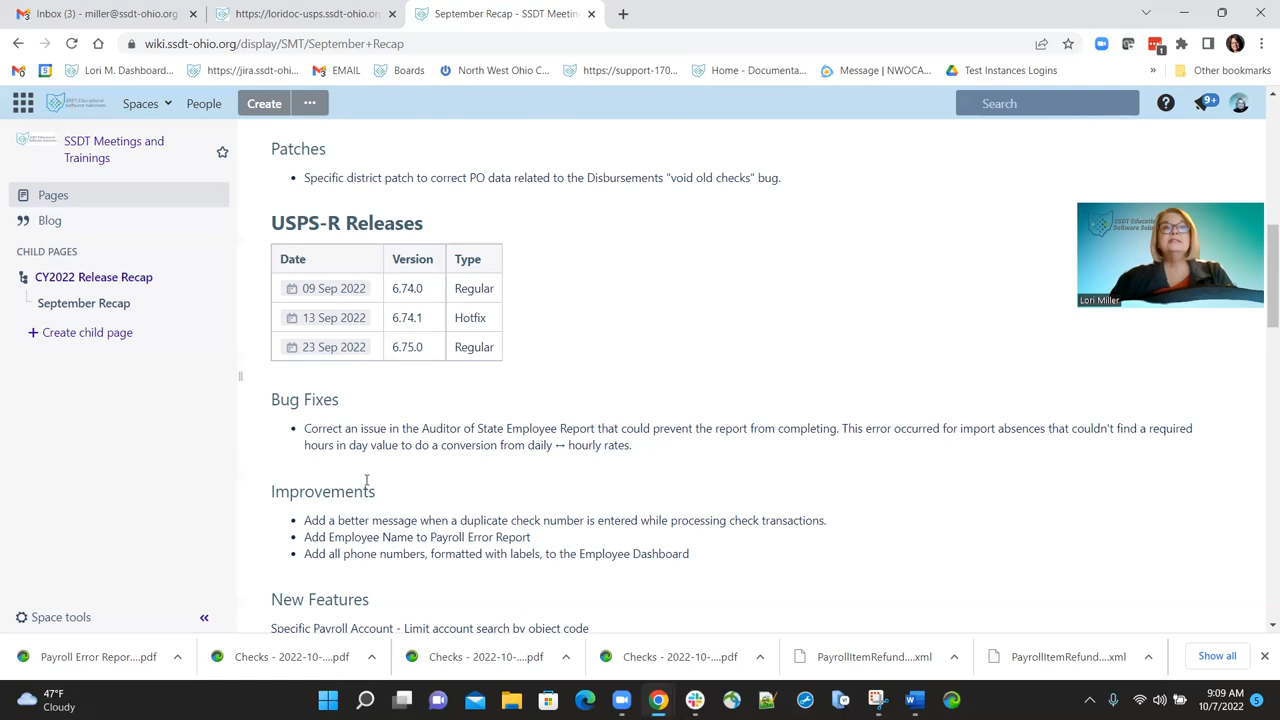 Inbox (3) - miller@ssdt-ohio.org
https://loridoc-usps.ssdt-ohio.or
September Recap - SSDT Meetin
wiki.ssdt-ohio.org/display/SMT/September+Recap
Lori M. Dashboard...
https://jira.ssdt-ohi...
EMAIL
Boards
North West Ohio C...
https://support-170...
Home - Documenta...
Message | NWOCA...
Test Instances Logins
»
Other bookmarks
Spaces
People
Create
Search
9+
SSDT Meetings and
Trainings
Pages
Blog
CHILD PAGES
CY2022 Release Recap
September Recap
+ Create child page
Space tools
«
Patches
• Specific district patch to correct PO data related to the Disbursements "void old checks" bug.
USPS-R Releases
Date Version Type
09 Sep 2022 6.74.0 Regular
13 Sep 2022 6.74.1 Hotfix
23 Sep 2022 6.75.0 Regular
Bug Fixes
• Correct an issue in the Auditor of State Employee Report that could prevent the report from completing. This error occurred for import absences that couldn't find a required
hours in day value to do a conversion from daily ↔ hourly rates.
Improvements
• Add a better message when a duplicate check number is entered while processing check transactions.
• Add Employee Name to Payroll Error Report
• Add all phone numbers, formatted with labels, to the Employee Dashboard
New Features
Specific Payroll Account - Limit account search by object code
Lori Miller
Payroll Error Repor....pdf
Checks - 2022-10-....pdf
Checks - 2022-10-....pdf
Checks - 2022-10-....pdf
PayrollItemRefund....xml
PayrollItemRefund....xml
Show all
47°F
Cloudy
9:09 AM
10/7/2022